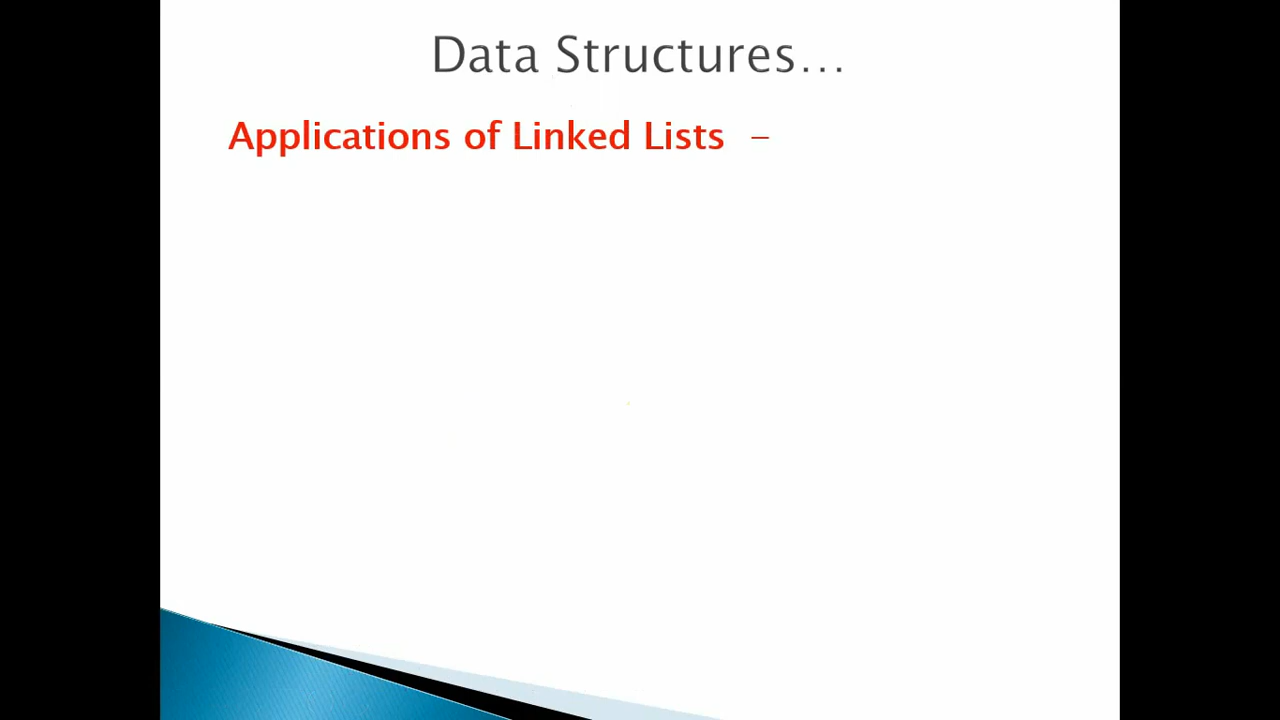 Data Structures…
Applications of Linked Lists –